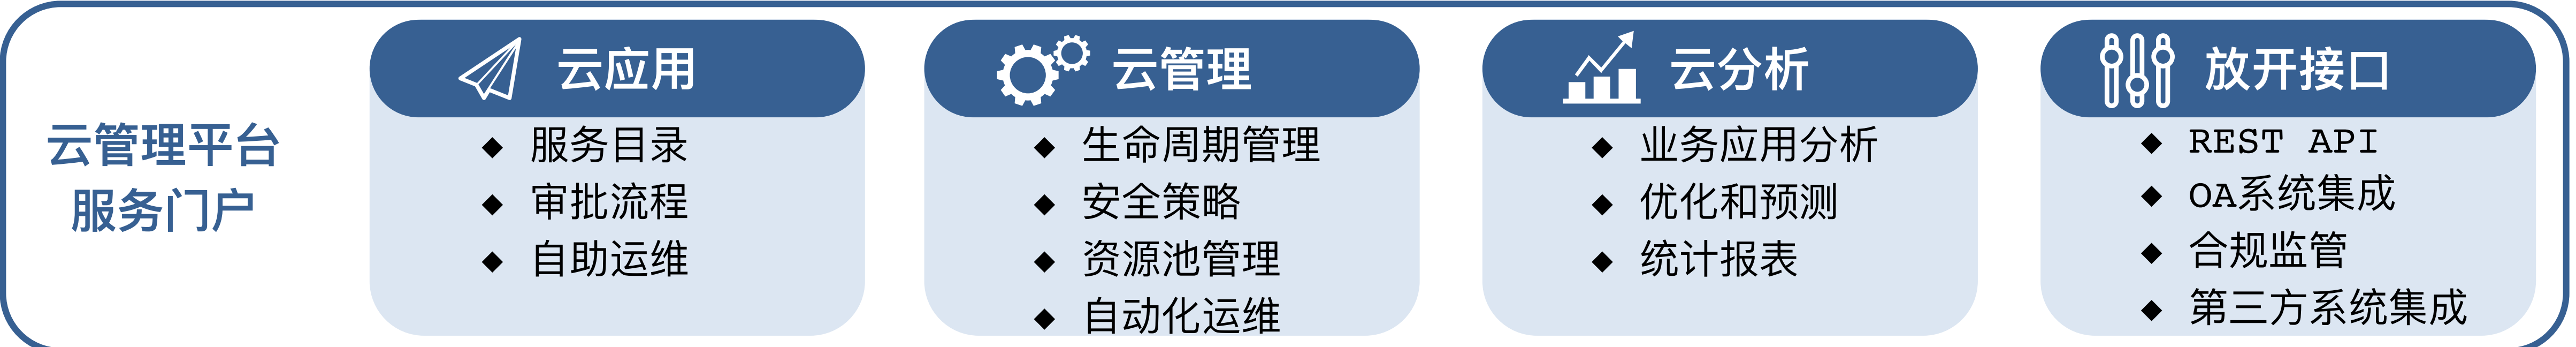 云管理平台
服务门户
云应用
服务目录
审批流程
自助运维
云管理
生命周期管理
安全策略
资源池管理
自动化运维
云分析
业务应用分析
优化和预测
统计报表
放开接口
REST API
OA系统集成
合规监管
第三方系统集成